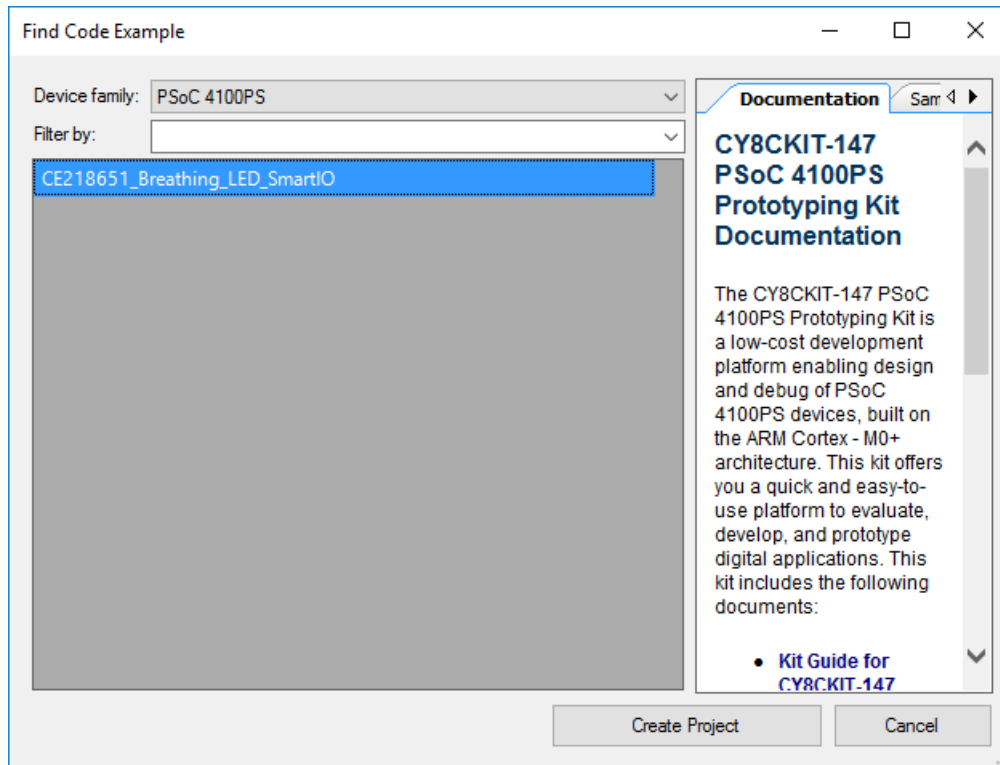 Find Code Example
Device family: PSoC 4100PS
Filter by:
CE218651_Breathing_LED_SmartIO
Documentation Sam
CY8CKIT-147
PSoC 4100PS
Prototyping Kit
Documentation
The CY8CKIT-147 PSoC
4100PS Prototyping Kit is
a low-cost development
platform enabling design
and debug of PSoC
4100PS devices, built on
the ARM Cortex - M0+
architecture. This kit offers
you a quick and easy-to-
use platform to evaluate,
develop, and prototype
digital applications. This
kit includes the following
documents:
• Kit Guide for
CY8CKIT-147
Create Project Cancel